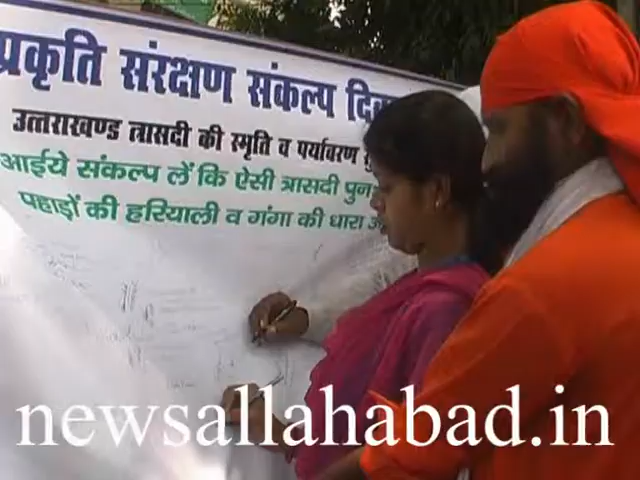 प्रकृति संरक्षण संकल्प
उत्तराखण्ड त्रासदी की स्मृति व पर्यावरण
आईये संकल्प लें कि ऐसी त्रासदी
पहाड़ों की हरियाली व गंगा की धारा
newsallahabad.in